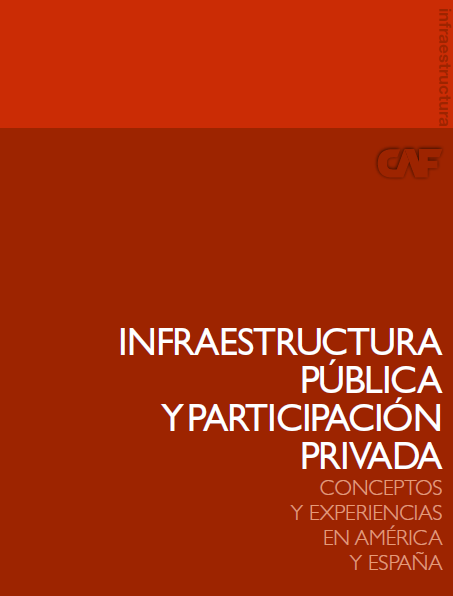 infraestructura
CAF
INFRAESTRUCTURA
PÚBLICA
Y PARTICIPACIÓN
PRIVADA
CONCEPTOS
Y EXPERIENCIAS
EN AMÉRICA
Y ESPAÑA